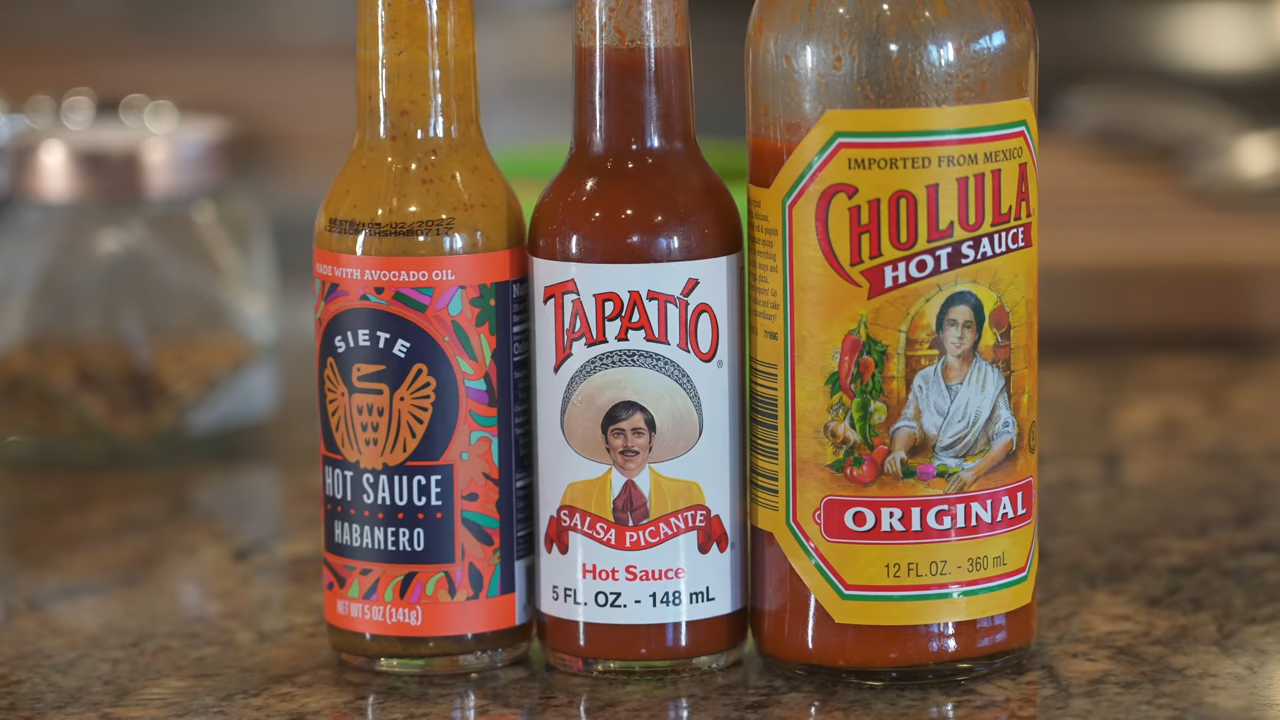 BEST BY: 05/02/2022
MADE WITH AVOCADO OIL
SIETE
HOT SAUCE
HABANERO
NET WT 5 OZ (141g)
TAPATÍO
®
SALSA PICANTE
Hot Sauce
5 FL. OZ. - 148 mL
IMPORTED FROM MEXICO
CHOLULA
HOT SAUCE
ORIGINAL
12 FL.OZ. - 360 mL